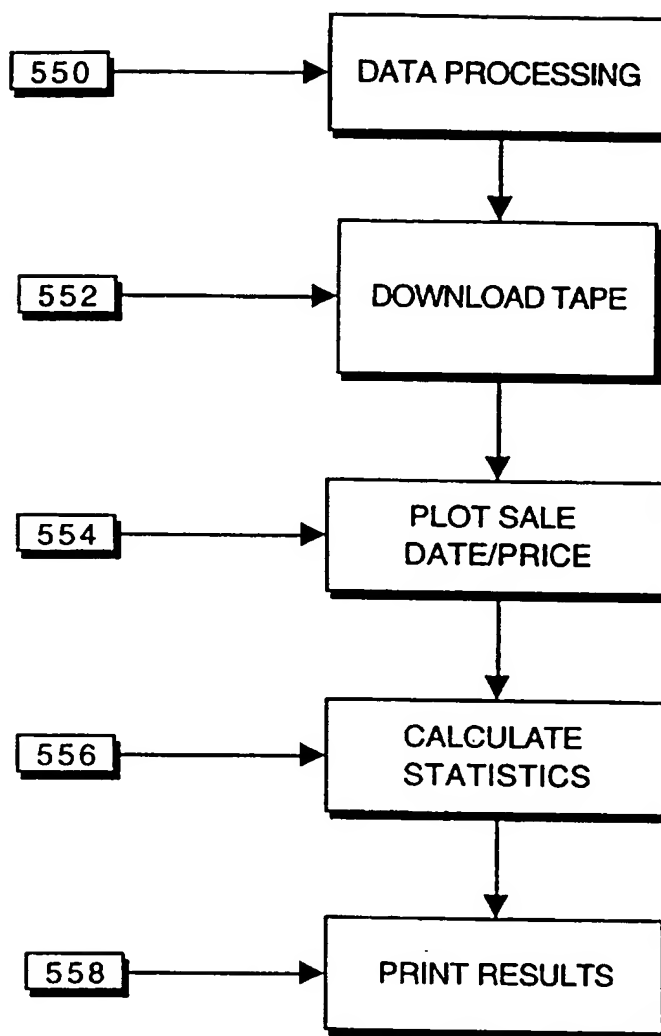 550
DATA PROCESSING
552
DOWNLOAD TAPE
554
PLOT SALE
DATE/PRICE
556
CALCULATE
STATISTICS
558
PRINT RESULTS